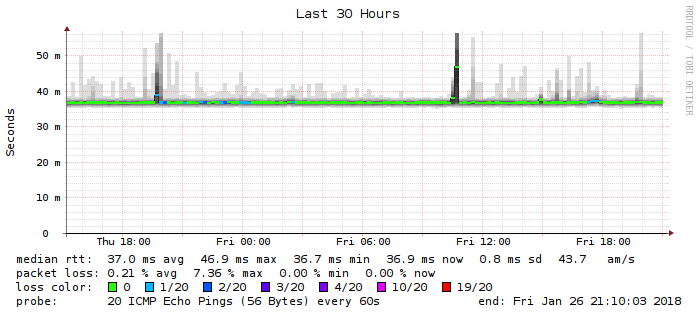 Last 30 Hours
RRDTOOL / TOBI OETIKER
Seconds
50 m
40 m
30 m
20 m
10 m
0
Thu 18:00 Fri 00:00 Fri 06:00 Fri 12:00 Fri 18:00
median rtt: 37.0 ms avg 46.9 ms max 36.7 ms min 36.9 ms now 0.8 ms sd 43.7 am/s
packet loss: 0.21 % avg 7.36 % max 0.00 % min 0.00 % now
loss color: 0 1/20 2/20 3/20 4/20 10/20 19/20
probe: 20 ICMP Echo Pings (56 Bytes) every 60s end: Fri Jan 26 21:10:03 2018